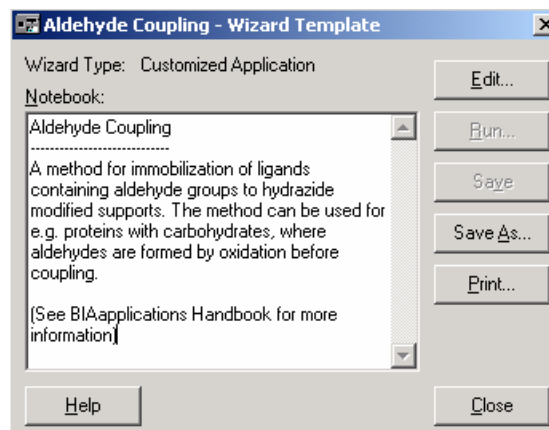 Aldehyde Coupling - Wizard Template
Wizard Type: Customized Application
Notebook:
Aldehyde Coupling
----------------------------
A method for immobilization of ligands
containing aldehyde groups to hydrazide
modified supports. The method can be used for
e.g. proteins with carbohydrates, where
aldehydes are formed by oxidation before
coupling.
(See BIAapplications Handbook for more
information)
Edit...
Run...
Save
Save As...
Print...
Help
Close